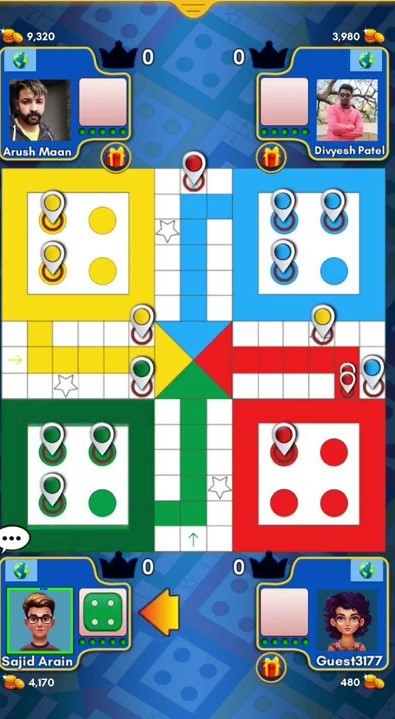 9,320
3,980
0
0
Arush Maan
Divyesh Patel
0
0
Sajid Arain
Guest3177
4,170
480